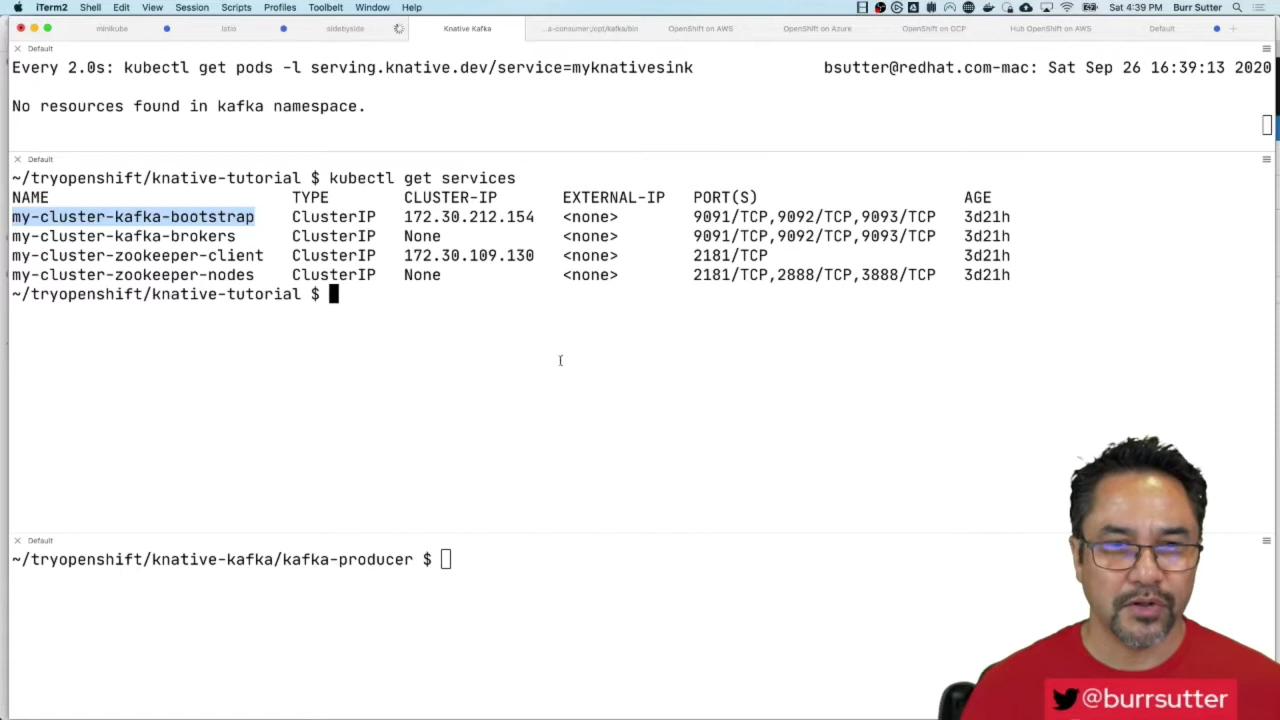 iTerm2 Shell Edit View Session Scripts Profiles Toolbelt Window Help Sat 4:39 PM Burr Sutter
minikube istio sidebyside Knative Kafka ...a-consumer:/opt/kafka/bin OpenShift on AWS OpenShift on Azure OpenShift on GCP Hub OpenShift on AWS Default
Default
Every 2.0s: kubectl get pods -l serving.knative.dev/service=myknativesink bsutter@redhat.com-mac: Sat Sep 26 16:39:13 2020
No resources found in kafka namespace.
Default
~/tryopenshift/knative-tutorial $ kubectl get services
NAME TYPE CLUSTER-IP EXTERNAL-IP PORT(S) AGE
my-cluster-kafka-bootstrap ClusterIP 172.30.212.154 <none> 9091/TCP,9092/TCP,9093/TCP 3d21h
my-cluster-kafka-brokers ClusterIP None <none> 9091/TCP,9092/TCP,9093/TCP 3d21h
my-cluster-zookeeper-client ClusterIP 172.30.109.130 <none> 2181/TCP 3d21h
my-cluster-zookeeper-nodes ClusterIP None <none> 2181/TCP,2888/TCP,3888/TCP 3d21h
~/tryopenshift/knative-tutorial $
Default
~/tryopenshift/knative-kafka/kafka-producer $
@burrsutter